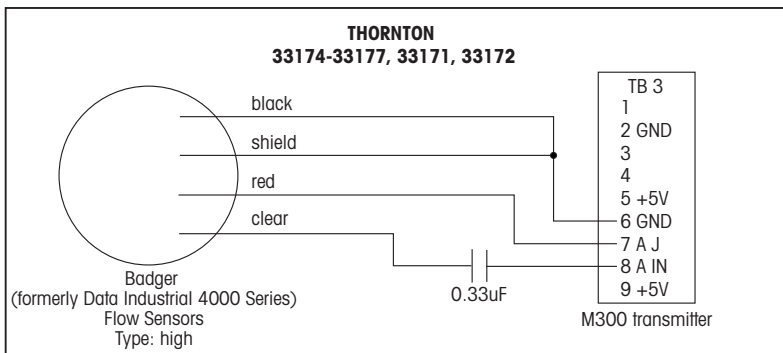 THORNTON
33174-33177, 33171, 33172
black
shield
red
clear
0.33uF
Badger
(formerly Data Industrial 4000 Series)
Flow Sensors
Type: high
TB 3
1
2 GND
3
4
5 +5V
6 GND
7 A J
8 A IN
9 +5V
M300 transmitter